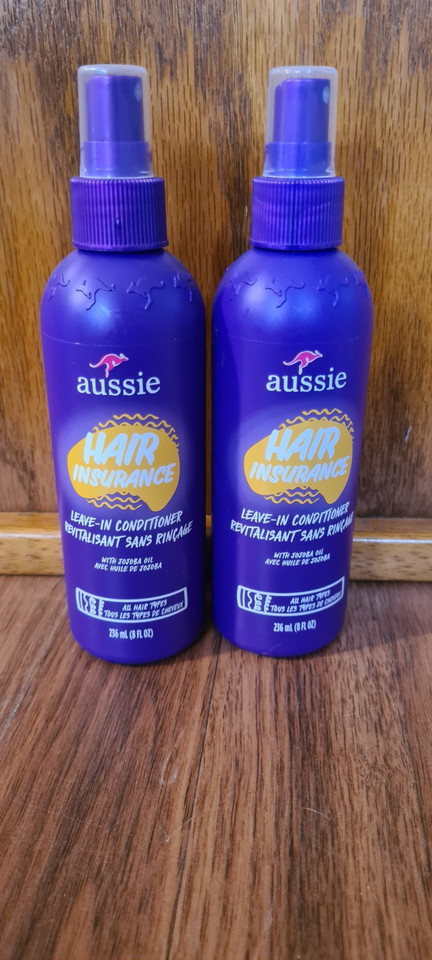 aussie
HAIR
INSURANCE
LEAVE-IN CONDITIONER
REVITALISANT SANS RINÇAGE
WITH JOJOBA OIL
AVEC HUILE DE JOJOBA
ALL HAIR TYPES
TOUS LES TYPES DE CHEVEUX
236 mL (8 FL OZ)
aussie
HAIR
INSURANCE
LEAVE-IN CONDITIONER
REVITALISANT SANS RINÇAGE
WITH JOJOBA OIL
AVEC HUILE DE JOJOBA
ALL HAIR TYPES
TOUS LES TYPES DE CHEVEUX
236 mL (8 FL OZ)